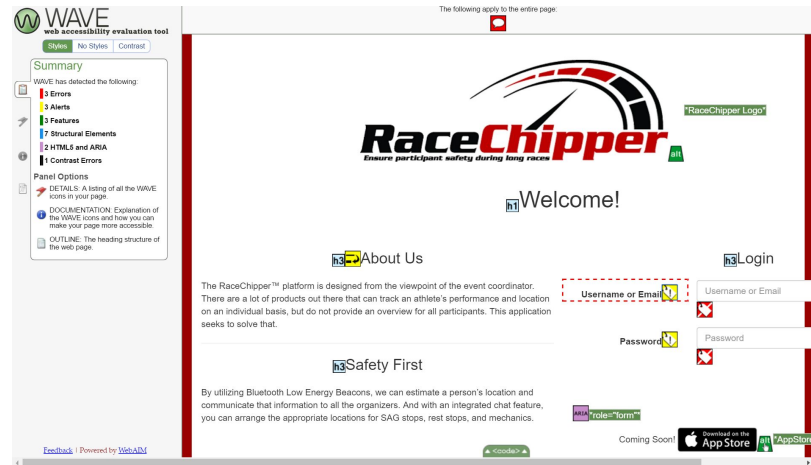 WAVE
web accessibility evaluation tool
Styles No Styles Contrast
Summary
WAVE has detected the following:
3 Errors
3 Alerts
3 Features
7 Structural Elements
2 HTML5 and ARIA
1 Contrast Errors
Panel Options
DETAILS: A listing of all the WAVE
icons in your page.
DOCUMENTATION: Explanation of
the WAVE icons and how you can
make your page more accessible.
OUTLINE: The heading structure of
the web page.
Feedback | Powered by WebAIM
The following apply to the entire page:
RaceChipper
Ensure participant safety during long races
alt
*RaceChipper Logo*
h1 Welcome!
h3 About Us
The RaceChipper™ platform is designed from the viewpoint of the event coordinator.
There are a lot of products out there that can track an athlete's performance and location
on an individual basis, but do not provide an overview for all participants. This application
seeks to solve that.
h3 Safety First
By utilizing Bluetooth Low Energy Beacons, we can estimate a person's location and
communicate that information to all the organizers. And with an integrated chat feature,
you can arrange the appropriate locations for SAG stops, rest stops, and mechanics.
h3 Login
Username or Email
Username or Email
Password
Password
ARIA *role="form"*
Coming Soon!
Download on the
App Store
alt *AppStore
▲ <code> ▲